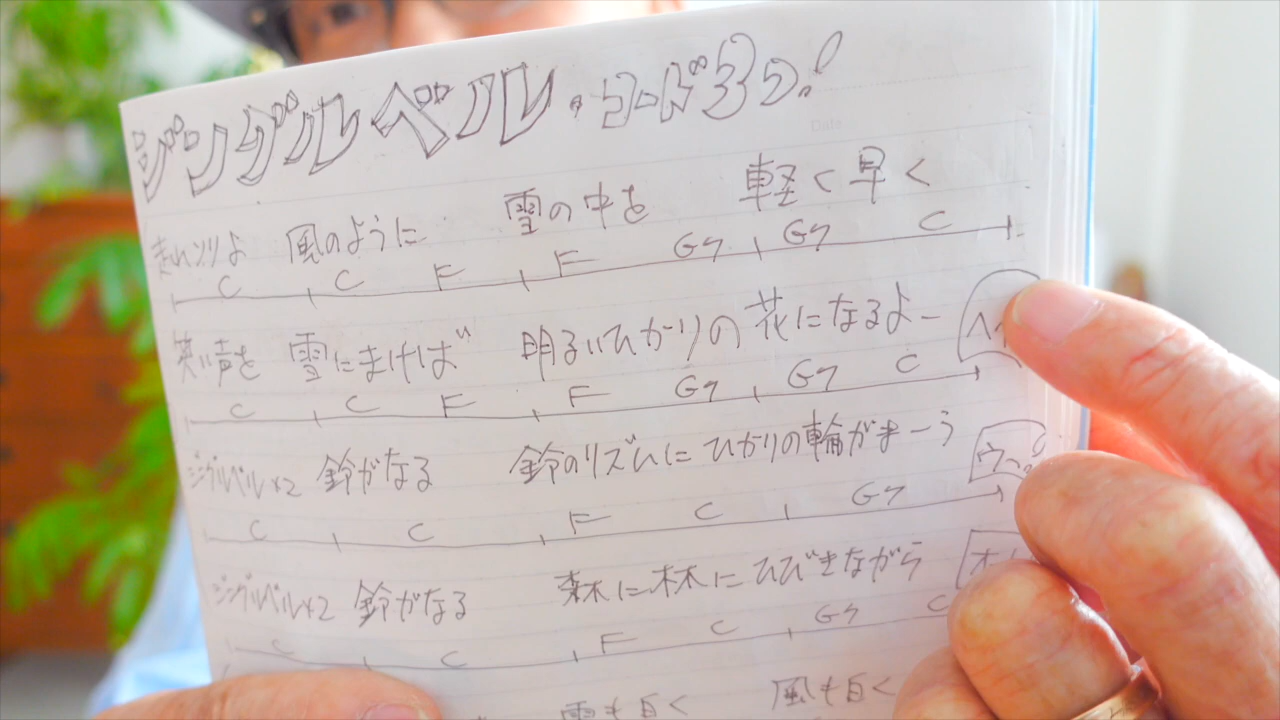 ジングルベル・コードうつ!
走れソリよ 風のように 雪の中を 軽く早く
C C F F G7 G7 C
笑い声を 雪にまけば 明るいひかりの 花になるよー
C C F F G7 G7 C
ジングルベル×2 鈴がなる 鈴のリズムに ひかりの輪がまーう
C C F C G7
ジングルベル×2 鈴がなる 森に林に ひびきながら
C C F C G7 C
雪も白く 風も白く